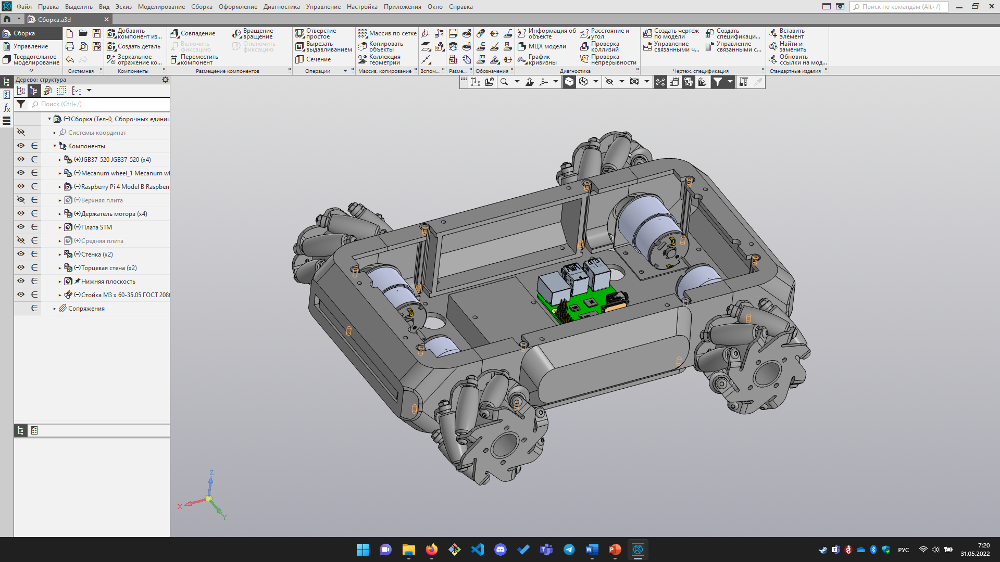 Файл Правка Выделить Вид Эскиз Моделирование Сборка Оформление Диагностика Управление Настройка Приложения Окно Справка
Поиск по командам (Alt+/)
Сборка.a3d
Сборка
Управление
Твердотельное
моделирование
Системная
Добавить
компонент из...
Создать деталь
Зеркальное
отражение ко...
Компоненты
Совпадение
Включить
фиксацию
Переместить
компонент
Вращение-
вращение
Отключить
фиксацию
Размещение компонентов
Отверстие
простое
Вырезать
выдавливанием
Сечение
Операции
Массив по сетке
Копировать
объекты
Коллекция
геометрии
Массив, копирование
Вспом...
Разме...
Обозначения
Информация об
объекте
МЦХ модели
График
кривизны
Расстояние и
угол
Проверка
коллизий
Проверка
непрерывности
Диагностика
Создать чертеж
по модели
Управление
связанными ч...
Создать
спецификаци...
Управление
связанными с...
Чертеж, спецификация
Вставить
элемент
Найти и
заменить
Обновить
ссылки на мод...
Стандартные изделия
Дерево: структура
Поиск (Ctrl+/)
(−)Сборка (Тел-0, Сборочных единиц
Системы координат
Компоненты
(+)JGB37-520 JGB37-520 (x4)
(−)Mecanum wheel_1 Mecanum wl
(−)Raspberry Pi 4 Model B Raspberr
(−)Верхняя плита
(+)Держатель мотора (x4)
(−)Плата STM
(+)Средняя плита
(−)Стенка (x2)
(−)Торцевая стена (x2)
Нижняя плоскость
(−)Стойка М3 x 60-35.05 ГОСТ 208
Сопряжения
Z
X
Y
РУС
7:20
31.05.2022